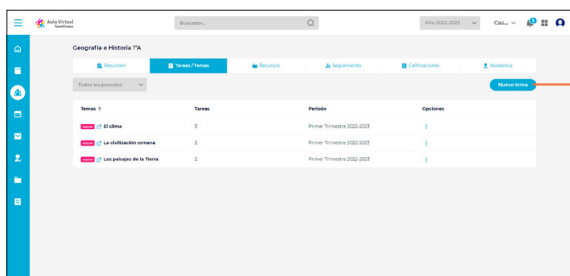 Aula Virtual
Santillana
Buscador...
Año 2022-2023
Cas...
Geografía e Historia 1ºA
Resumen
Tareas / Temas
Recursos
Seguimiento
Calificaciones
Asistencia
Todos los periodos
Nuevo tema
Temas
Tareas
Periodo
Opciones
El clima
3
Primer Trimestre 2022-2023
La civilización romana
2
Primer Trimestre 2022-2023
Los paisajes de la Tierra
2
Primer Trimestre 2022-2023